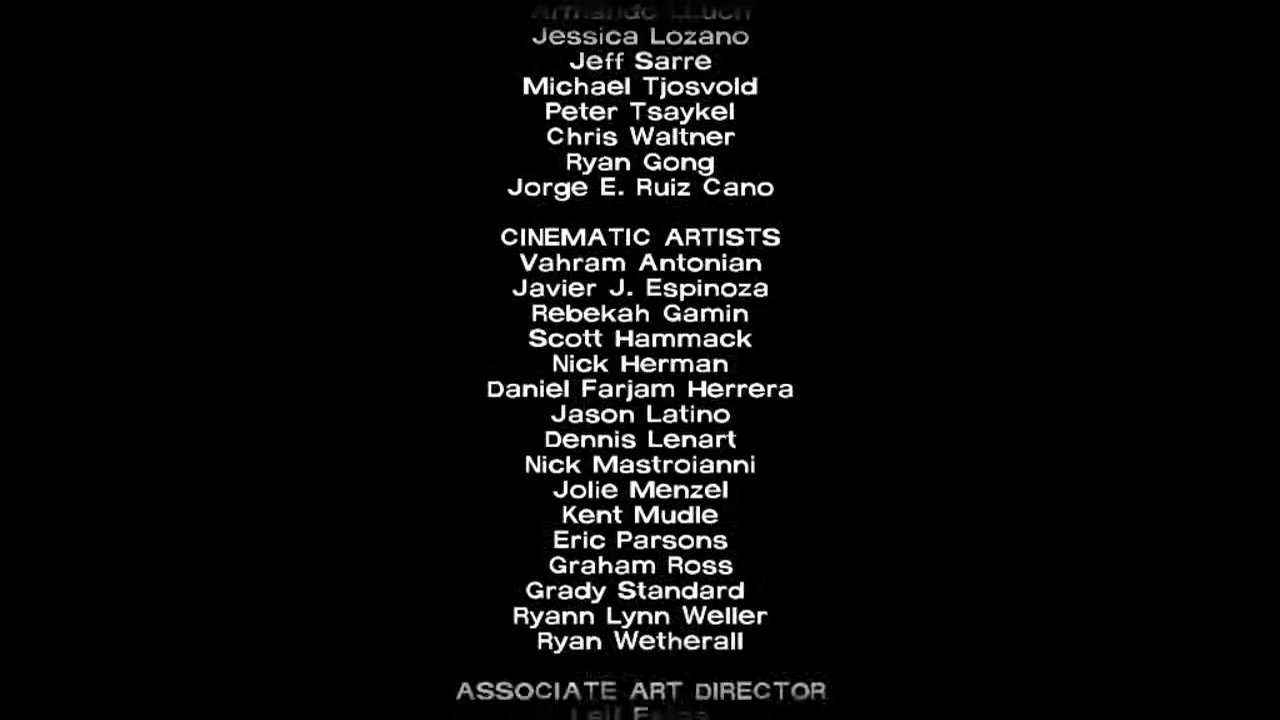 Armando LLuch
Jessica Lozano
Jeff Sarre
Michael Tjosvold
Peter Tsaykel
Chris Waltner
Ryan Gong
Jorge E. Ruiz Cano
CINEMATIC ARTISTS
Vahram Antonian
Javier J. Espinoza
Rebekah Gamin
Scott Hammack
Nick Herman
Daniel Farjam Herrera
Jason Latino
Dennis Lenart
Nick Mastroianni
Jolie Menzel
Kent Mudle
Eric Parsons
Graham Ross
Grady Standard
Ryann Lynn Weller
Ryan Wetherall
ASSOCIATE ART DIRECTOR